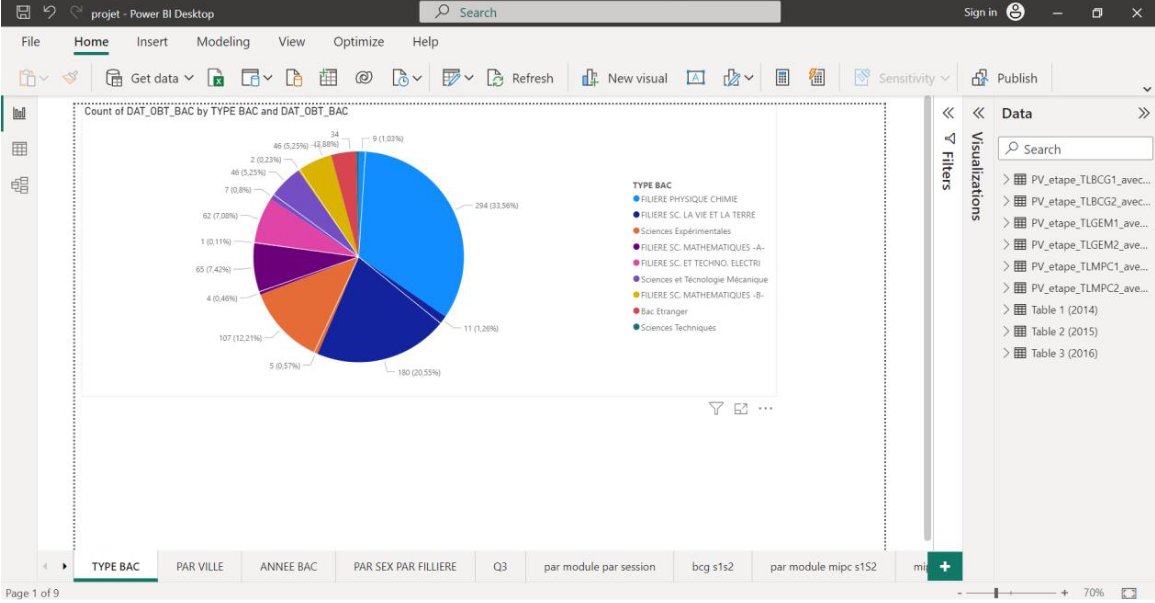 projet - Power BI Desktop
Search
Sign in
File Home Insert Modeling View Optimize Help
Get data
Refresh
New visual
Sensitivity
Publish
Count of DAT_OBT_BAC by TYPE BAC and DAT_OBT_BAC
34
(3,88%)
9 (1,03%)
46 (5,25%)
2 (0,23%)
46 (5,25%)
7 (0,8%)
62 (7,08%)
1 (0,11%)
65 (7,42%)
4 (0,46%)
107 (12,21%)
5 (0,57%)
180 (20,55%)
11 (1,26%)
294 (33,56%)
TYPE BAC
FILIERE PHYSIQUE CHIMIE
FILIERE SC. LA VIE ET LA TERRE
Sciences Expérimentales
FILIERE SC. MATHEMATIQUES -A-
FILIERE SC. ET TECHNO. ELECTRI
Sciences et Técnologie Mécanique
FILIERE SC. MATHEMATIQUES -B-
Bac Etranger
Sciences Techniques
Filters
Visualizations
Data
Search
PV_etape_TLBCG1_avec...
PV_etape_TLBCG2_avec...
PV_etape_TLGEM1_ave...
PV_etape_TLGEM2_ave...
PV_etape_TLMPC1_ave...
PV_etape_TLMPC2_ave...
Table 1 (2014)
Table 2 (2015)
Table 3 (2016)
TYPE BAC PAR VILLE ANNEE BAC PAR SEX PAR FILLIERE Q3 par module par session bcg s1s2 par module mipc s1S2
Page 1 of 9
70%